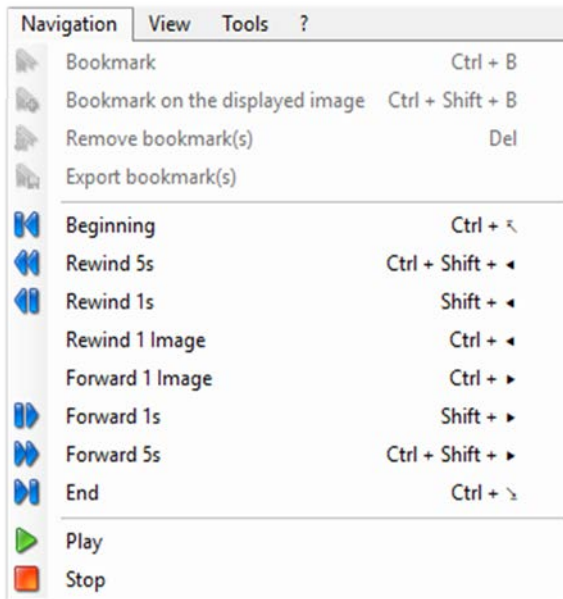 Navigation View Tools ?
Bookmark Ctrl + B
Bookmark on the displayed image Ctrl + Shift + B
Remove bookmark(s) Del
Export bookmark(s)
Beginning Ctrl + ↖
Rewind 5s Ctrl + Shift + ◄
Rewind 1s Shift + ◄
Rewind 1 Image Ctrl + ◄
Forward 1 Image Ctrl + ►
Forward 1s Shift + ►
Forward 5s Ctrl + Shift + ►
End Ctrl + ↘
Play
Stop